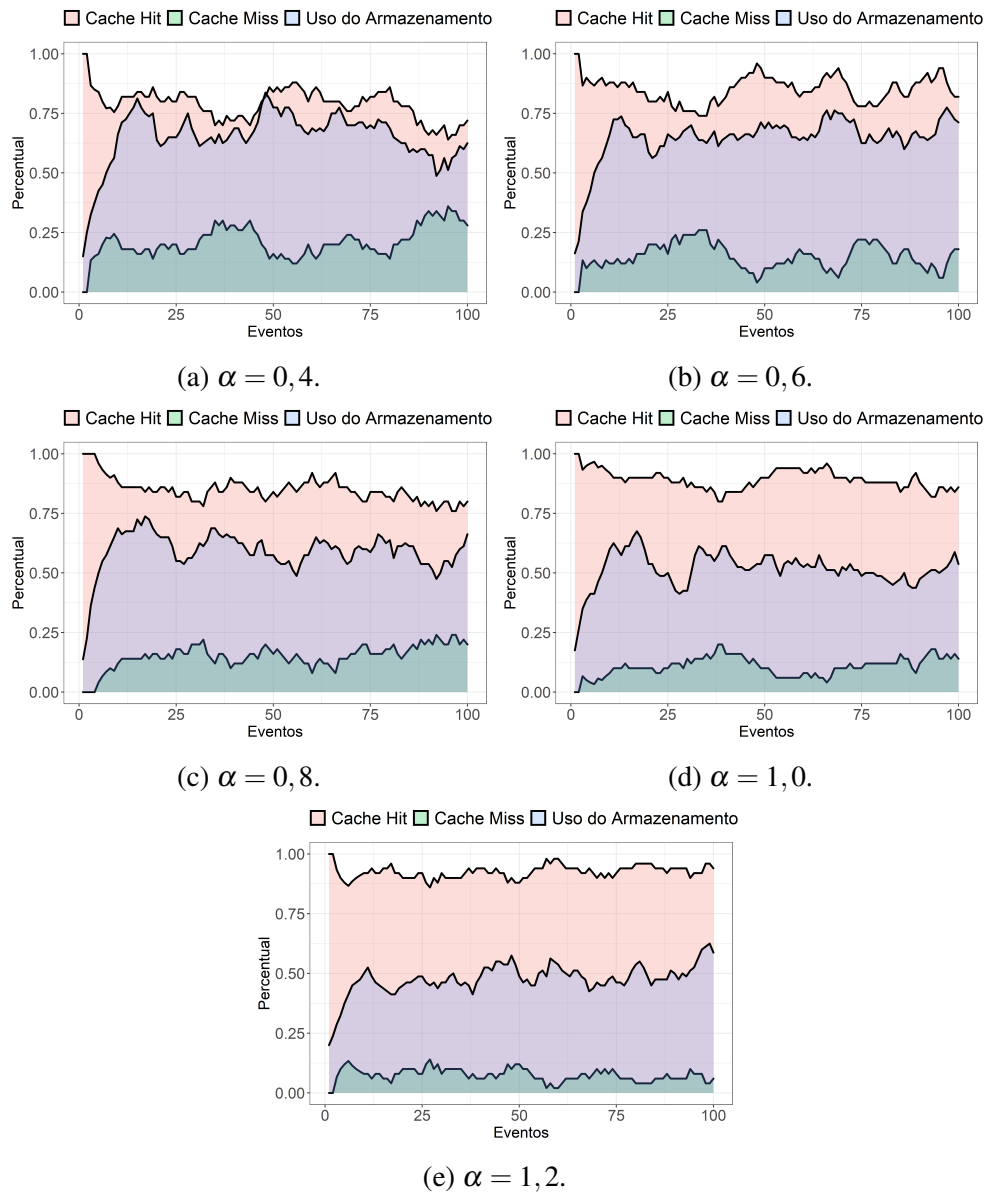 Cache Hit Cache Miss Uso do Armazenamento
1.00
0.75
0.50
0.25
0.00
Percentual
0 25 50 75 100
Eventos
(a) α = 0,4.
Cache Hit Cache Miss Uso do Armazenamento
1.00
0.75
0.50
0.25
0.00
Percentual
0 25 50 75 100
Eventos
(b) α = 0,6.
Cache Hit Cache Miss Uso do Armazenamento
1.00
0.75
0.50
0.25
0.00
Percentual
0 25 50 75 100
Eventos
(c) α = 0,8.
Cache Hit Cache Miss Uso do Armazenamento
1.00
0.75
0.50
0.25
0.00
Percentual
0 25 50 75 100
Eventos
(d) α = 1,0.
Cache Hit Cache Miss Uso do Armazenamento
1.00
0.75
0.50
0.25
0.00
Percentual
0 25 50 75 100
Eventos
(e) α = 1,2.